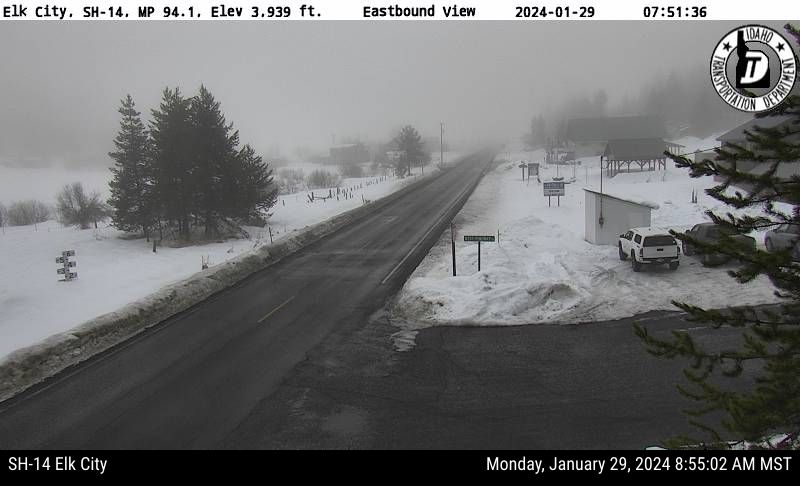 Elk City, SH-14, MP 94.1, Elev 3,939 ft. Eastbound View 2024-01-29 07:51:36
IDAHO
TRANSPORTATION DEPARTMENT
SH-14 Elk City Monday, January 29, 2024 8:55:02 AM MST